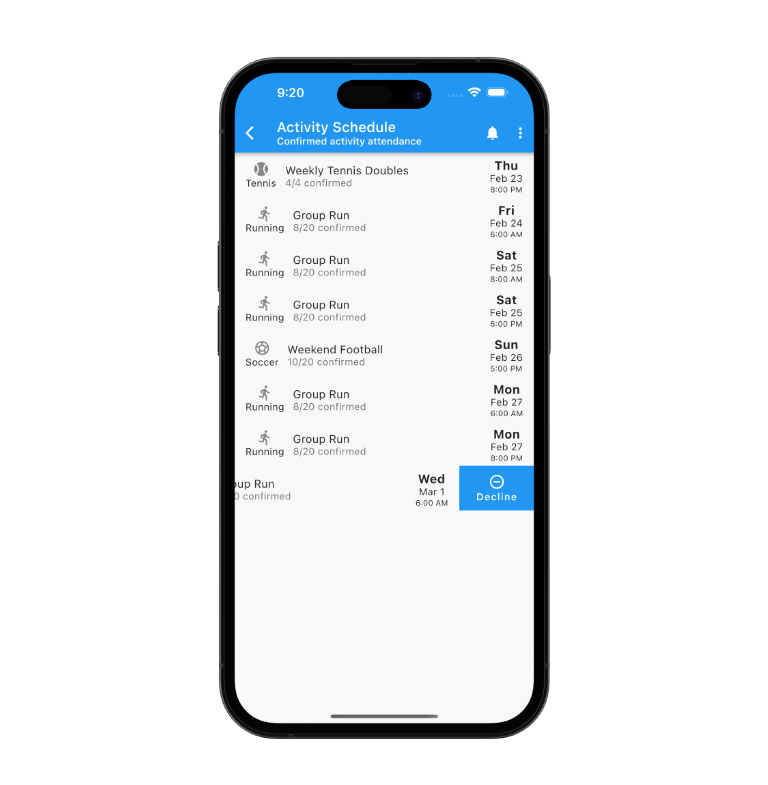 9:20
Activity Schedule
Confirmed activity attendance
Tennis
Weekly Tennis Doubles
4/4 confirmed
Thu
Feb 23
8:00 PM
Running
Group Run
8/20 confirmed
Fri
Feb 24
6:00 AM
Running
Group Run
8/20 confirmed
Sat
Feb 25
8:00 AM
Running
Group Run
8/20 confirmed
Sat
Feb 25
6:00 PM
Soccer
Weekend Football
10/20 confirmed
Sun
Feb 26
5:00 PM
Running
Group Run
8/20 confirmed
Mon
Feb 27
6:00 AM
Running
Group Run
8/20 confirmed
Mon
Feb 27
8:00 PM
oup Run
0 confirmed
Wed
Mar 1
6:00 AM
Decline